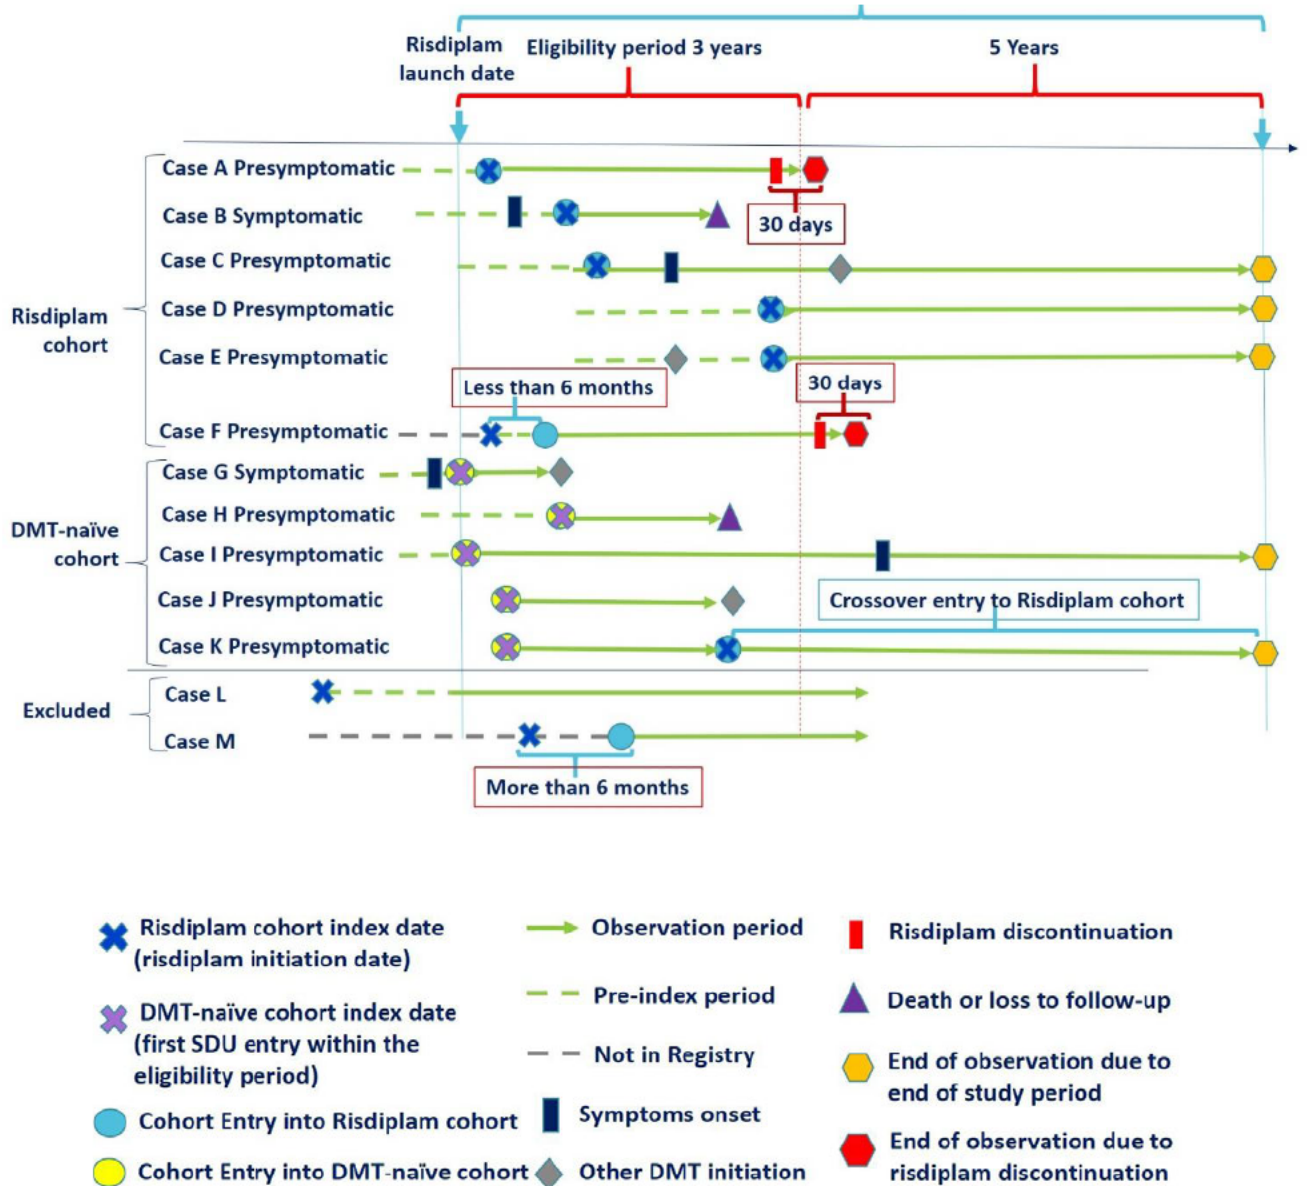 Risdiplam
launch date
Eligibility period 3 years
5 Years
Case A Presymptomatic
Case B Symptomatic
30 days
Case C Presymptomatic
Case D Presymptomatic
Risdiplam
cohort
Case E Presymptomatic
Less than 6 months
30 days
Case F Presymptomatic
Case G Symptomatic
Case H Presymptomatic
DMT-naïve
cohort
Case I Presymptomatic
Case J Presymptomatic
Crossover entry to Risdiplam cohort
Case K Presymptomatic
Case L
Excluded
Case M
More than 6 months
Risdiplam cohort index date
(risdiplam initiation date)
DMT-naïve cohort index date
(first SDU entry within the
eligibility period)
Cohort Entry into Risdiplam cohort
Cohort Entry into DMT-naïve cohort
Observation period
Pre-index period
Not in Registry
Symptoms onset
Other DMT initiation
Risdiplam discontinuation
Death or loss to follow-up
End of observation due to
end of study period
End of observation due to
risdiplam discontinuation